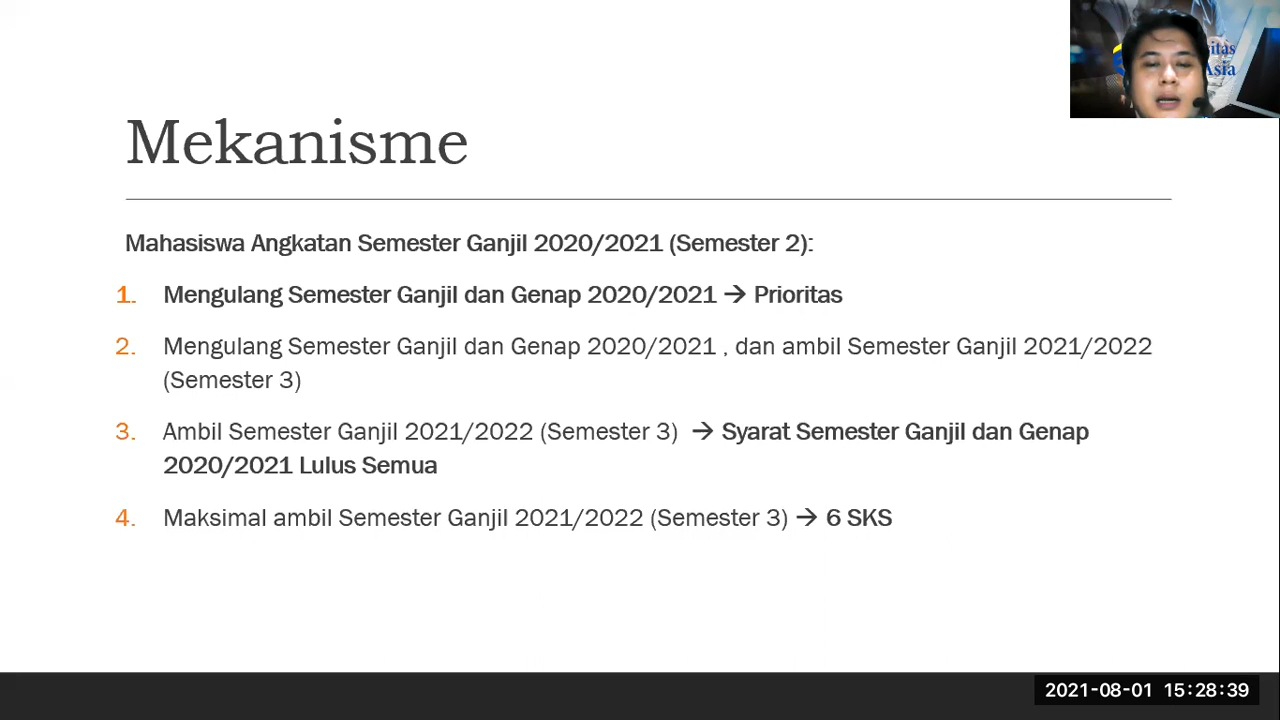 itas
Asia
Mekanisme
Mahasiswa Angkatan Semester Ganjil 2020/2021 (Semester 2):
1. Mengulang Semester Ganjil dan Genap 2020/2021 → Prioritas
2. Mengulang Semester Ganjil dan Genap 2020/2021 , dan ambil Semester Ganjil 2021/2022
(Semester 3)
3. Ambil Semester Ganjil 2021/2022 (Semester 3) → Syarat Semester Ganjil dan Genap
2020/2021 Lulus Semua
4. Maksimal ambil Semester Ganjil 2021/2022 (Semester 3) → 6 SKS
2021-08-01 15:28:39